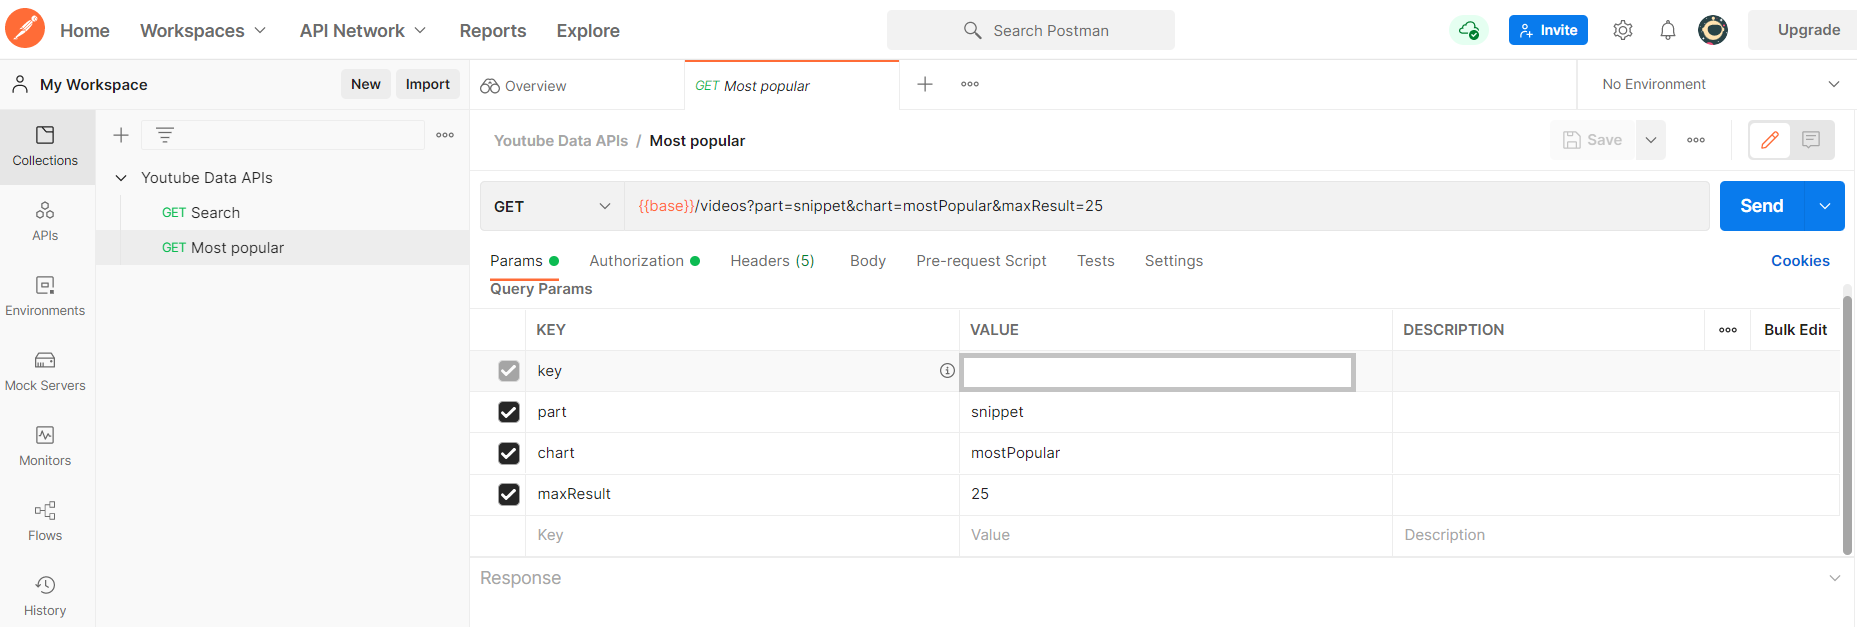 Home Workspaces API Network Reports Explore Search Postman Invite Upgrade
My Workspace New Import Overview GET Most popular No Environment
Collections
Youtube Data APIs / Most popular Save
Youtube Data APIs
GET Search
GET Most popular
APIs
Environments
Mock Servers
Monitors
Flows
History
GET {{base}}/videos?part=snippet&chart=mostPopular&maxResult=25 Send
Params Authorization Headers (5) Body Pre-request Script Tests Settings Cookies
Query Params
KEY VALUE DESCRIPTION Bulk Edit
key
part snippet
chart mostPopular
maxResult 25
Key Value Description
Response